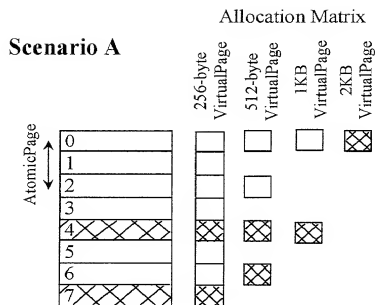 Allocation Matrix
Scenario A
256-byte
VirtualPage
512-byte
VirtualPage
1KB
VirtualPage
2KB
VirtualPage
AtomicPage
0
1
2
3
4
5
6
7